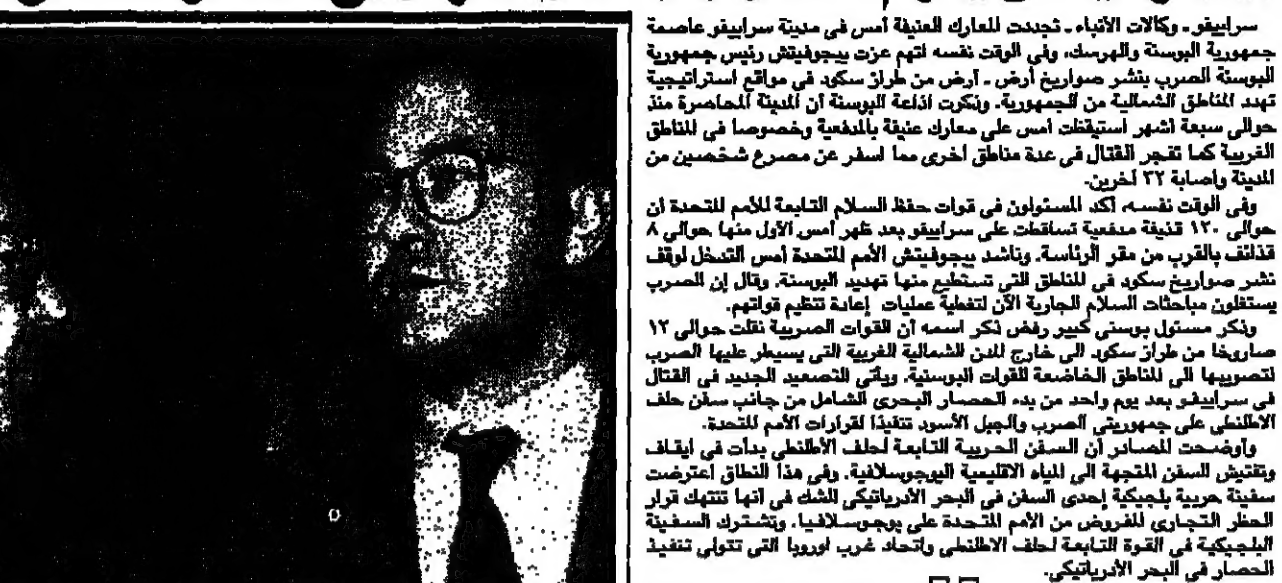 سراييفو ـ وكالات الأنباء ـ تجددت المعارك العنيفة أمس فى مدينة سراييفو عاصمة
جمهورية البوسنة والهرسك، وفى الوقت نفسه اتهم عزت بيجوفيتش رئيس جمهورية
البوسنة الصرب بنشر صواريخ أرض ـ أرض من طراز سكود فى مواقع استراتيجية
تهدد المناطق الشمالية من الجمهورية. وذكرت اذاعة البوسنة أن المدينة المحاصرة منذ
حوالى سبعة اشهر استيقظت امس على معارك عنيفة بالمدفعية وخصوصا فى المناطق
الغربية كما تفجر القتال فى عدة مناطق اخرى مما اسفر عن مصرع شخصين من
المدينة واصابة ٣٢ آخرين.
وفى الوقت نفسه، أكد المسئولون فى قوات حفظ السلام التابعة للأمم المتحدة ان
حوالى ١٢٠ قذيفة مدفعية تساقطت على سراييفو بعد ظهر امس الأول منها حوالى ٨
قذائف بالقرب من مقر الرئاسة. وناشد بيجوفيتش الأمم المتحدة أمس التدخل لوقف
نشر صواريخ سكود فى المناطق التى تستطيع منها تهديد البوسنة. وقال إن الصرب
يستغلون مباحثات السلام الجارية الآن لتغطية عمليات إعادة تنظيم قواتهم.
وذكر مسئول بوسنى كبير رفض ذكر اسمه أن القوات الصربية نقلت حوالى ١٢
صاروخا من طراز سكود الى خارج المدن الشمالية الغربية التى يسيطر عليها الصرب
لتصويبها الى المناطق الخاضعة للقوات البوسنية. ويأتى التصعيد الجديد فى القتال
فى سراييفو بعد يوم واحد من بدء الحصار البحرى الشامل من جانب سفن حلف
الاطلنطى على جمهوريتى الصرب والجبل الأسود تنفيذا لقرارات الأمم المتحدة.
وأوضحت المصادر أن السفن الحربية التابعة لحلف الأطلنطى بدأت فى ايقاف
وتفتيش السفن المتجهة الى المياه الاقليمية اليوجوسلافية. وفى هذا النطاق اعترضت
سفينة حربية بلجيكية إحدى السفن فى البحر الأدرياتيكى للشك فى انها تنتهك قرار
الحظر التجارى المفروض من الأمم المتحدة على يوجوسلافيا. وتشترك السفينة
البلجيكية فى القوة التابعة لحلف الاطلنطى واتحاد غرب اوروبا التى تتولى تنفيذ
الحصار فى البحر الأدرياتيكى.